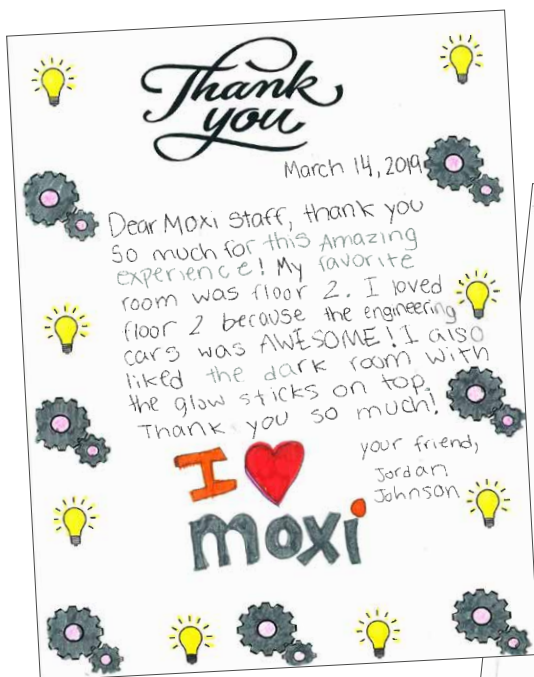 Thank
you
March 14, 2019
Dear Moxi Staff, thank you
so much for this Amazing
experience! My favorite
room was floor 2. I loved
floor 2 because the engineering
cars was AWESOME! I also
liked the dark room with
the glow sticks on top.
Thank you so much!
your friend,
Jordan
Johnson
I
moxi